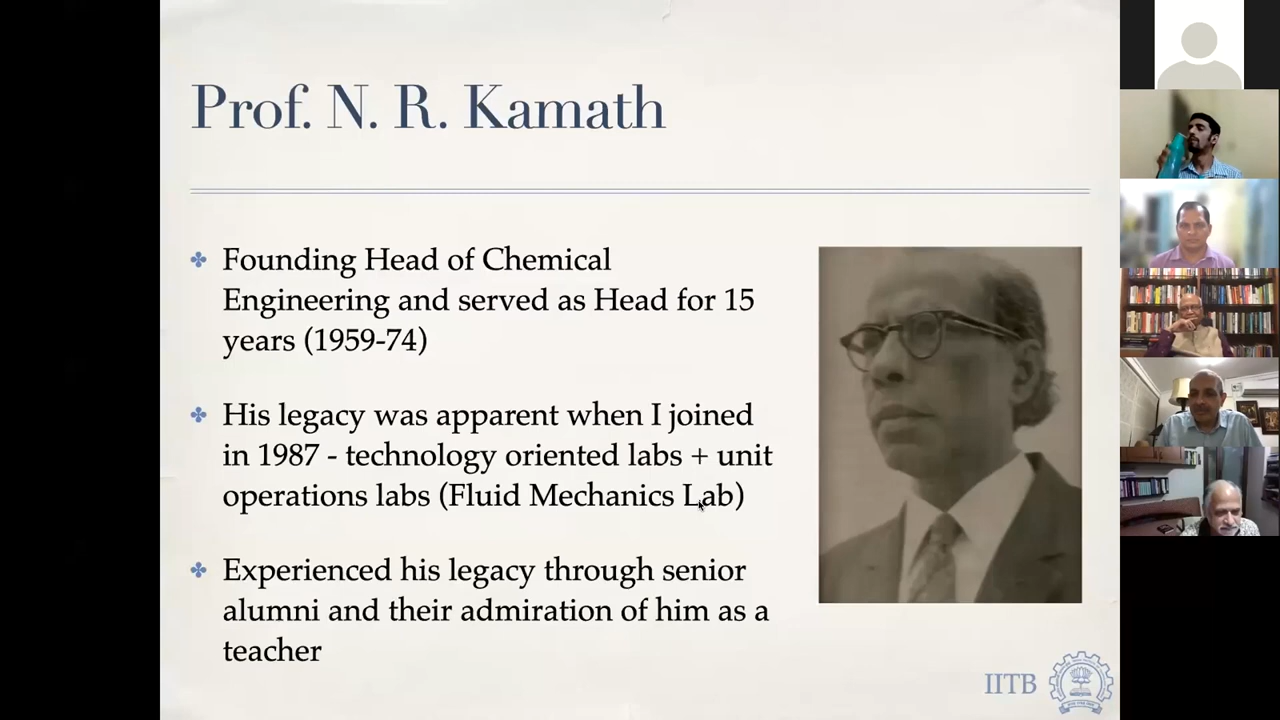 Prof. N. R. Kamath
Founding Head of Chemical
Engineering and served as Head for 15
years (1959-74)
His legacy was apparent when I joined
in 1987 - technology oriented labs + unit
operations labs (Fluid Mechanics Lab)
Experienced his legacy through senior
alumni and their admiration of him as a
teacher
IITB